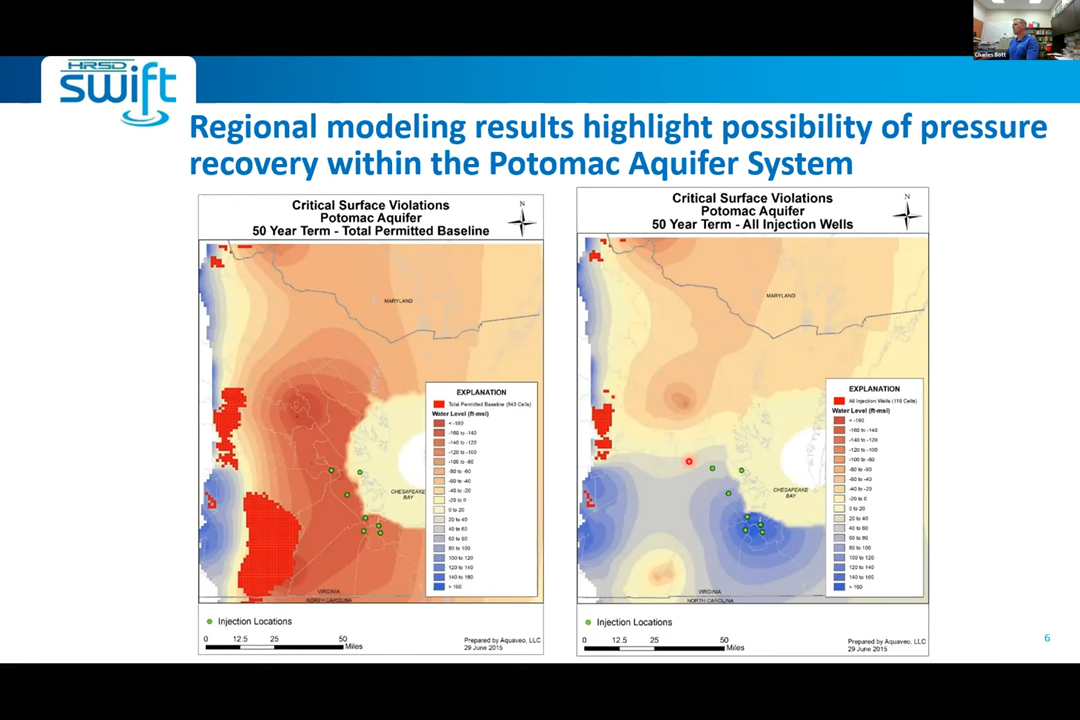 Charles Bott
HRSD
swift
Regional modeling results highlight possibility of pressure
recovery within the Potomac Aquifer System
Critical Surface Violations
Potomac Aquifer
50 Year Term - Total Permitted Baseline
N
MARYLAND
EXPLANATION
Total Permitted Baseline (643 Cells)
Water Level (ft-msl)
< -160
-160 to -140
-140 to -120
-120 to -100
-100 to -80
-80 to -60
-60 to -40
-40 to -20
-20 to 0
0 to 20
20 to 40
40 to 60
60 to 80
80 to 100
100 to 120
120 to 140
140 to 160
> 160
CHESAPEAKE
BAY
VIRGINIA
NORTH CAROLINA
Injection Locations
0 12.5 25 50
Miles
Prepared by Aquaveo, LLC
29 June 2015
Critical Surface Violations
Potomac Aquifer
50 Year Term - All Injection Wells
N
MARYLAND
EXPLANATION
All Injection Wells (118 Cells)
Water Level (ft-msl)
< -160
-160 to -140
-140 to -120
-120 to -100
-100 to -80
-80 to -60
-60 to -40
-40 to -20
-20 to 0
0 to 20
20 to 40
40 to 60
60 to 80
80 to 100
100 to 120
120 to 140
140 to 160
> 160
CHESAPEAKE
BAY
VIRGINIA
NORTH CAROLINA
Injection Locations
0 12.5 25 50
Miles
Prepared by Aquaveo, LLC
29 June 2015
6